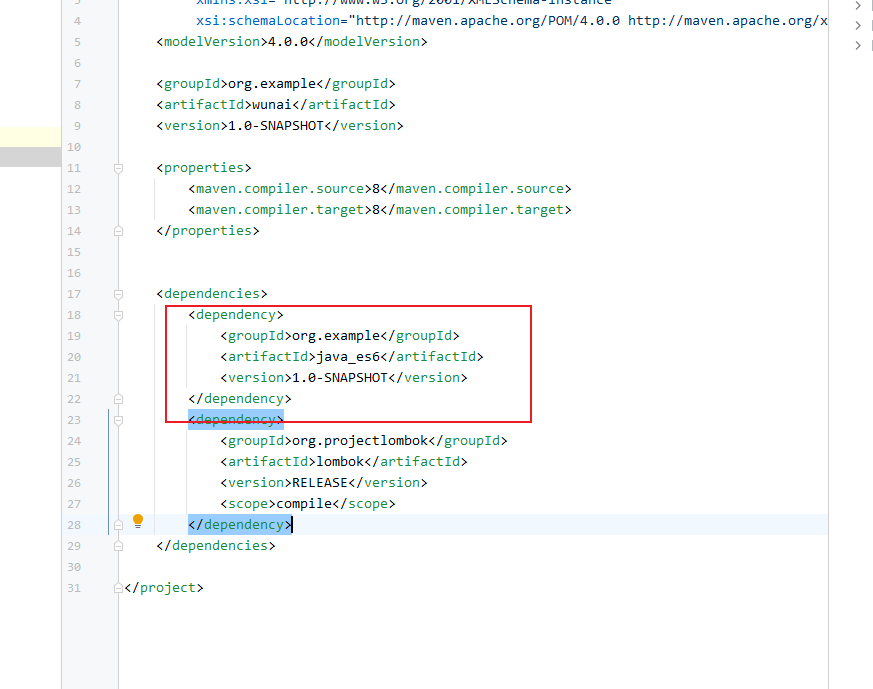 3 xmlns:xsi="http://www.w3.org/2001/XMLSchema-instance"
4 xsi:schemaLocation="http://maven.apache.org/POM/4.0.0 http://maven.apache.org/x
5 <modelVersion>4.0.0</modelVersion>
6
7 <groupId>org.example</groupId>
8 <artifactId>wunai</artifactId>
9 <version>1.0-SNAPSHOT</version>
10
11 <properties>
12 <maven.compiler.source>8</maven.compiler.source>
13 <maven.compiler.target>8</maven.compiler.target>
14 </properties>
15
16
17 <dependencies>
18 <dependency>
19 <groupId>org.example</groupId>
20 <artifactId>java_es6</artifactId>
21 <version>1.0-SNAPSHOT</version>
22 </dependency>
23 <dependency>
24 <groupId>org.projectlombok</groupId>
25 <artifactId>lombok</artifactId>
26 <version>RELEASE</version>
27 <scope>compile</scope>
28 </dependency>
29 </dependencies>
30
31 </project>